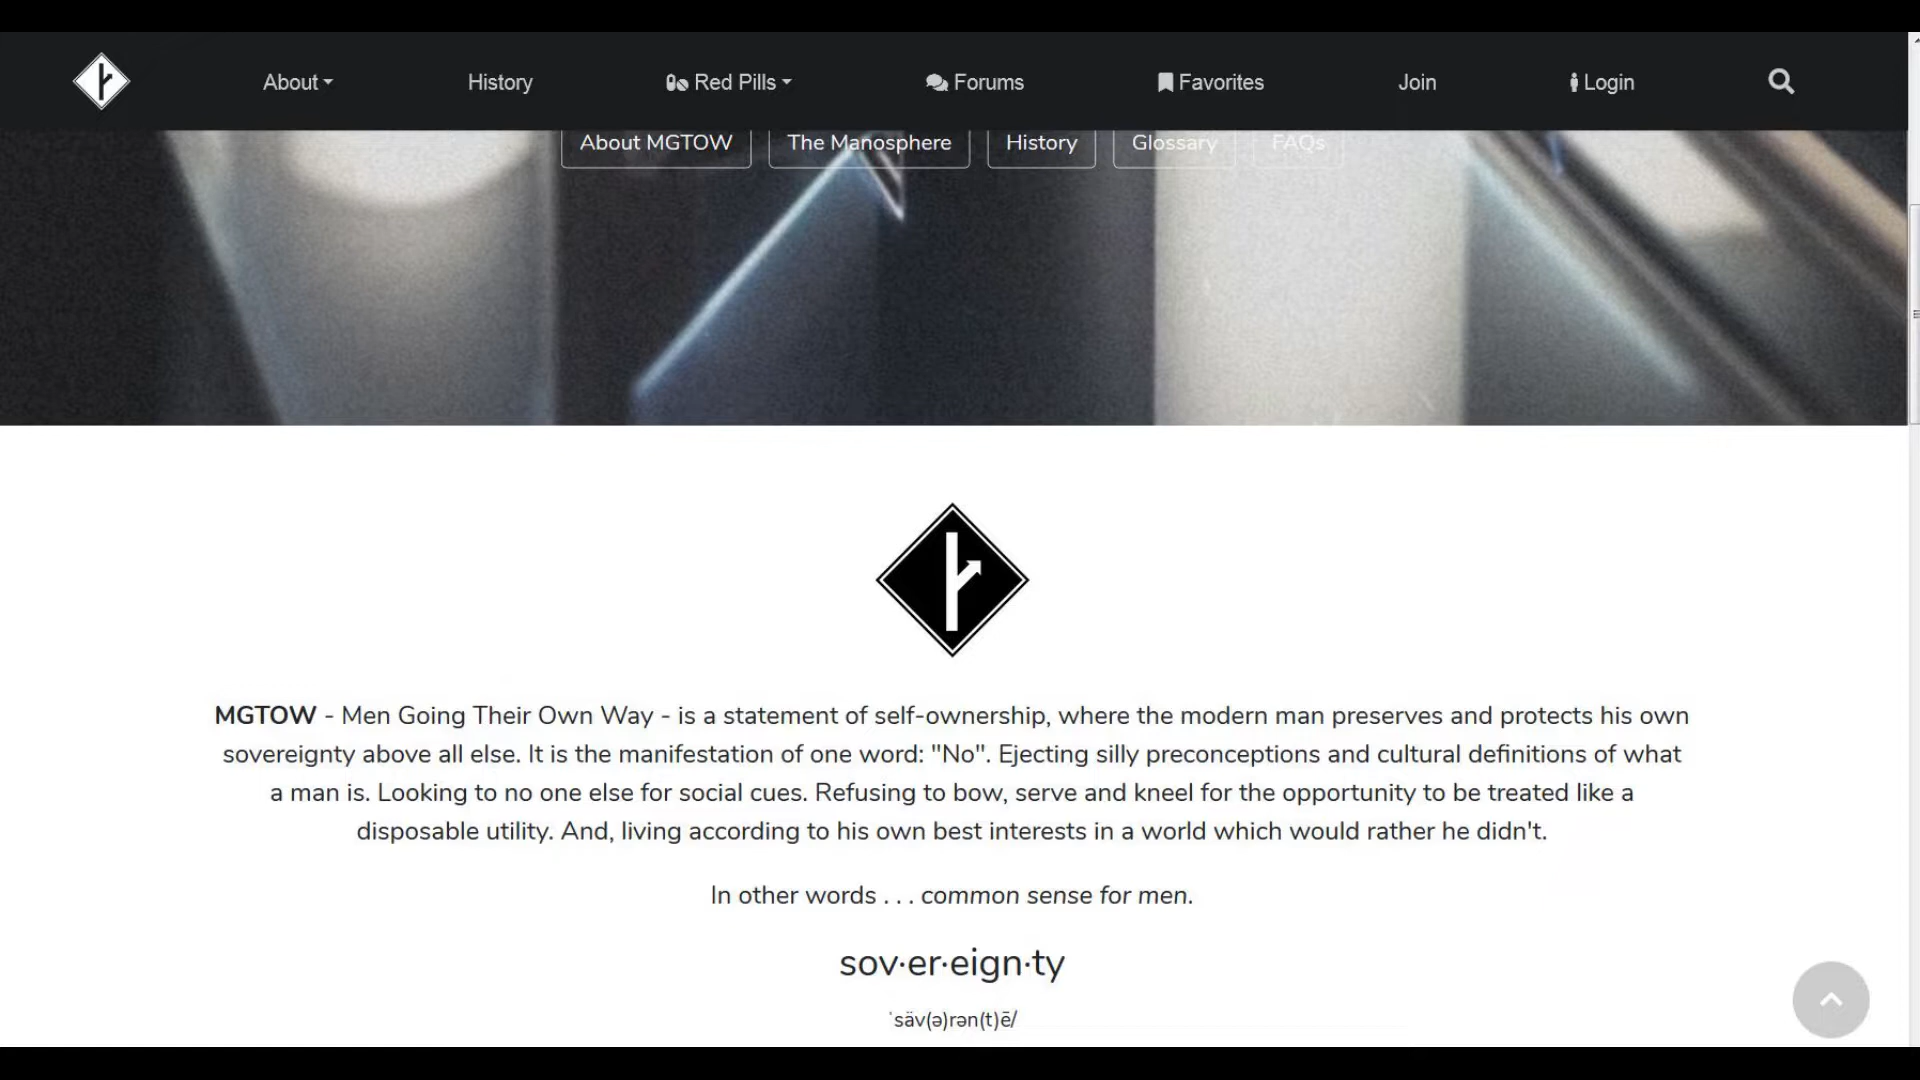 About
History
Red Pills
Forums
Favorites
Join
Login
About MGTOW
The Manosphere
History
Glossary
FAQs
MGTOW - Men Going Their Own Way - is a statement of self-ownership, where the modern man preserves and protects his own
sovereignty above all else. It is the manifestation of one word: "No". Ejecting silly preconceptions and cultural definitions of what
a man is. Looking to no one else for social cues. Refusing to bow, serve and kneel for the opportunity to be treated like a
disposable utility. And, living according to his own best interests in a world which would rather he didn't.
In other words . . . common sense for men.
sov·er·eign·ty
ˈsäv(ə)rən(t)ē/